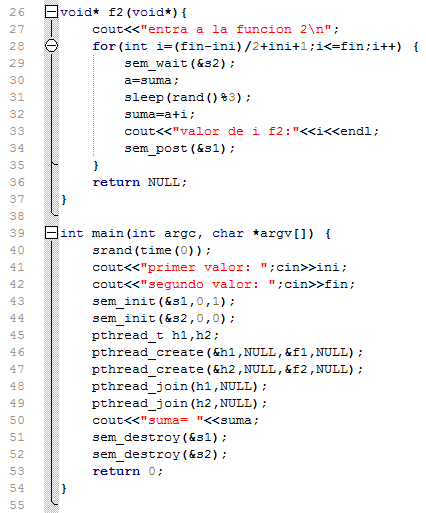 26 void* f2(void*){
27     cout<<"entra a la funcion 2\n";
28     for(int i=(fin-ini)/2+ini+1;i<=fin;i++) {
29         sem_wait(&s2);
30         a=suma;
31         sleep(rand()%3);
32         suma=a+i;
33         cout<<"valor de i f2:"<<i<<endl;
34         sem_post(&s1);
35     }
36     return NULL;
37 }
38
39 int main(int argc, char *argv[]) {
40     srand(time(0));
41     cout<<"primer valor: ";cin>>ini;
42     cout<<"segundo valor: ";cin>>fin;
43     sem_init(&s1,0,1);
44     sem_init(&s2,0,0);
45     pthread_t h1,h2;
46     pthread_create(&h1,NULL,&f1,NULL);
47     pthread_create(&h2,NULL,&f2,NULL);
48     pthread_join(h1,NULL);
49     pthread_join(h2,NULL);
50     cout<<"suma= "<<suma;
51     sem_destroy(&s1);
52     sem_destroy(&s2);
53     return 0;
54 }
55